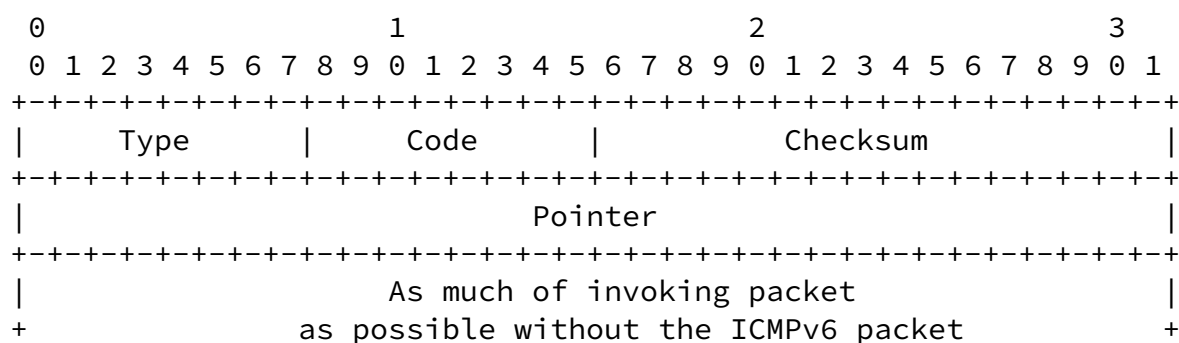 0                   1                   2                   3
 0 1 2 3 4 5 6 7 8 9 0 1 2 3 4 5 6 7 8 9 0 1 2 3 4 5 6 7 8 9 0 1
+-+-+-+-+-+-+-+-+-+-+-+-+-+-+-+-+-+-+-+-+-+-+-+-+-+-+-+-+-+-+-+-+
|     Type      |     Code      |          Checksum             |
+-+-+-+-+-+-+-+-+-+-+-+-+-+-+-+-+-+-+-+-+-+-+-+-+-+-+-+-+-+-+-+-+
|                            Pointer                            |
+-+-+-+-+-+-+-+-+-+-+-+-+-+-+-+-+-+-+-+-+-+-+-+-+-+-+-+-+-+-+-+-+
|                    As much of invoking packet                 |
+               as possible without the ICMPv6 packet           +